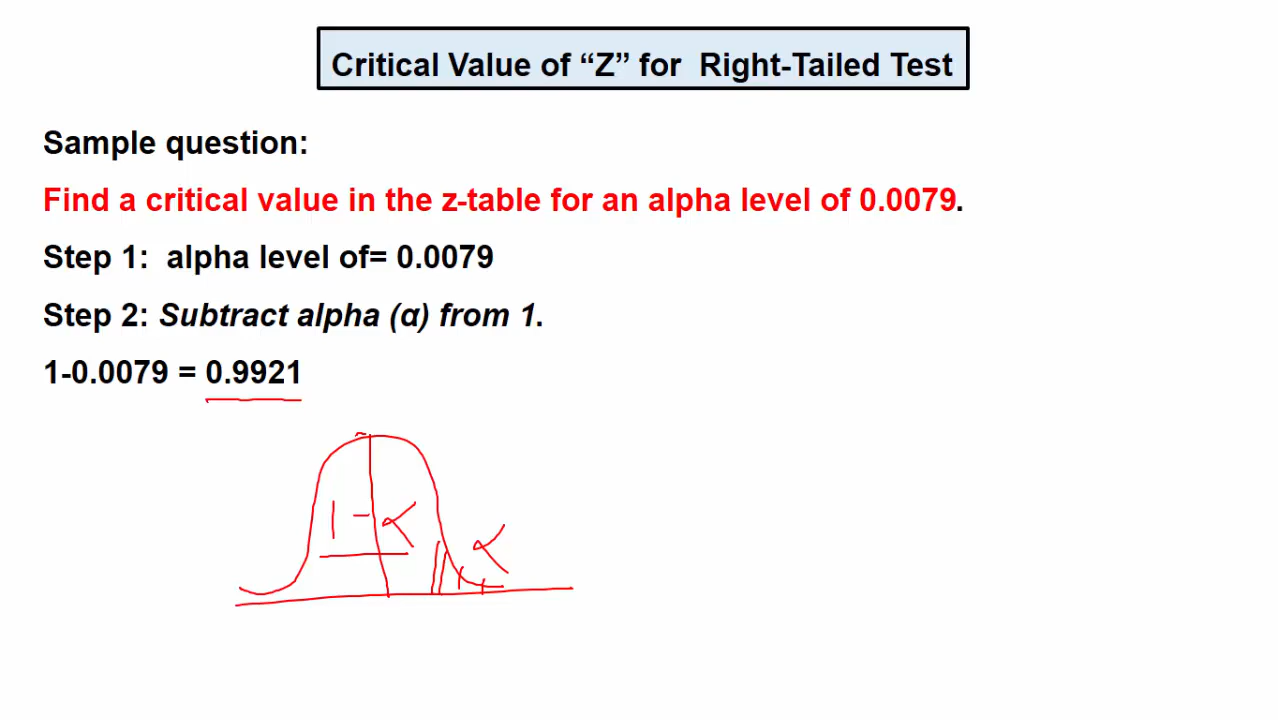 Critical Value of “Z” for Right-Tailed Test
Sample question:
Find a critical value in the z-table for an alpha level of 0.0079.
Step 1: alpha level of= 0.0079
Step 2: Subtract alpha (α) from 1.
1-0.0079 = 0.9921
1-α
α